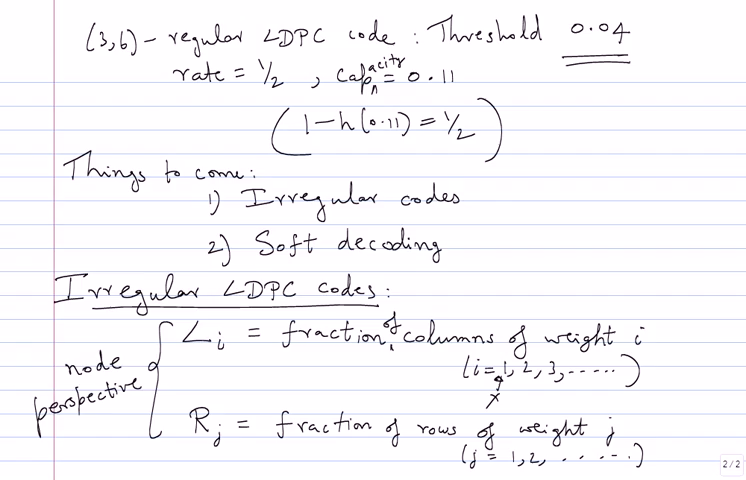 (3,6) - regular LDPC code : Threshold 0.04
rate = 1/2 , capacity = 0.11
( 1 - h(0.11) = 1/2 )
Things to come:
1) Irregular codes
2) Soft decoding
Irregular LDPC codes:
node perspective { L_i = fraction of columns of weight i
(i = 1, 2, 3, ......)
x
R_j = fraction of rows of weight j
(j = 1, 2, ......)
2/2